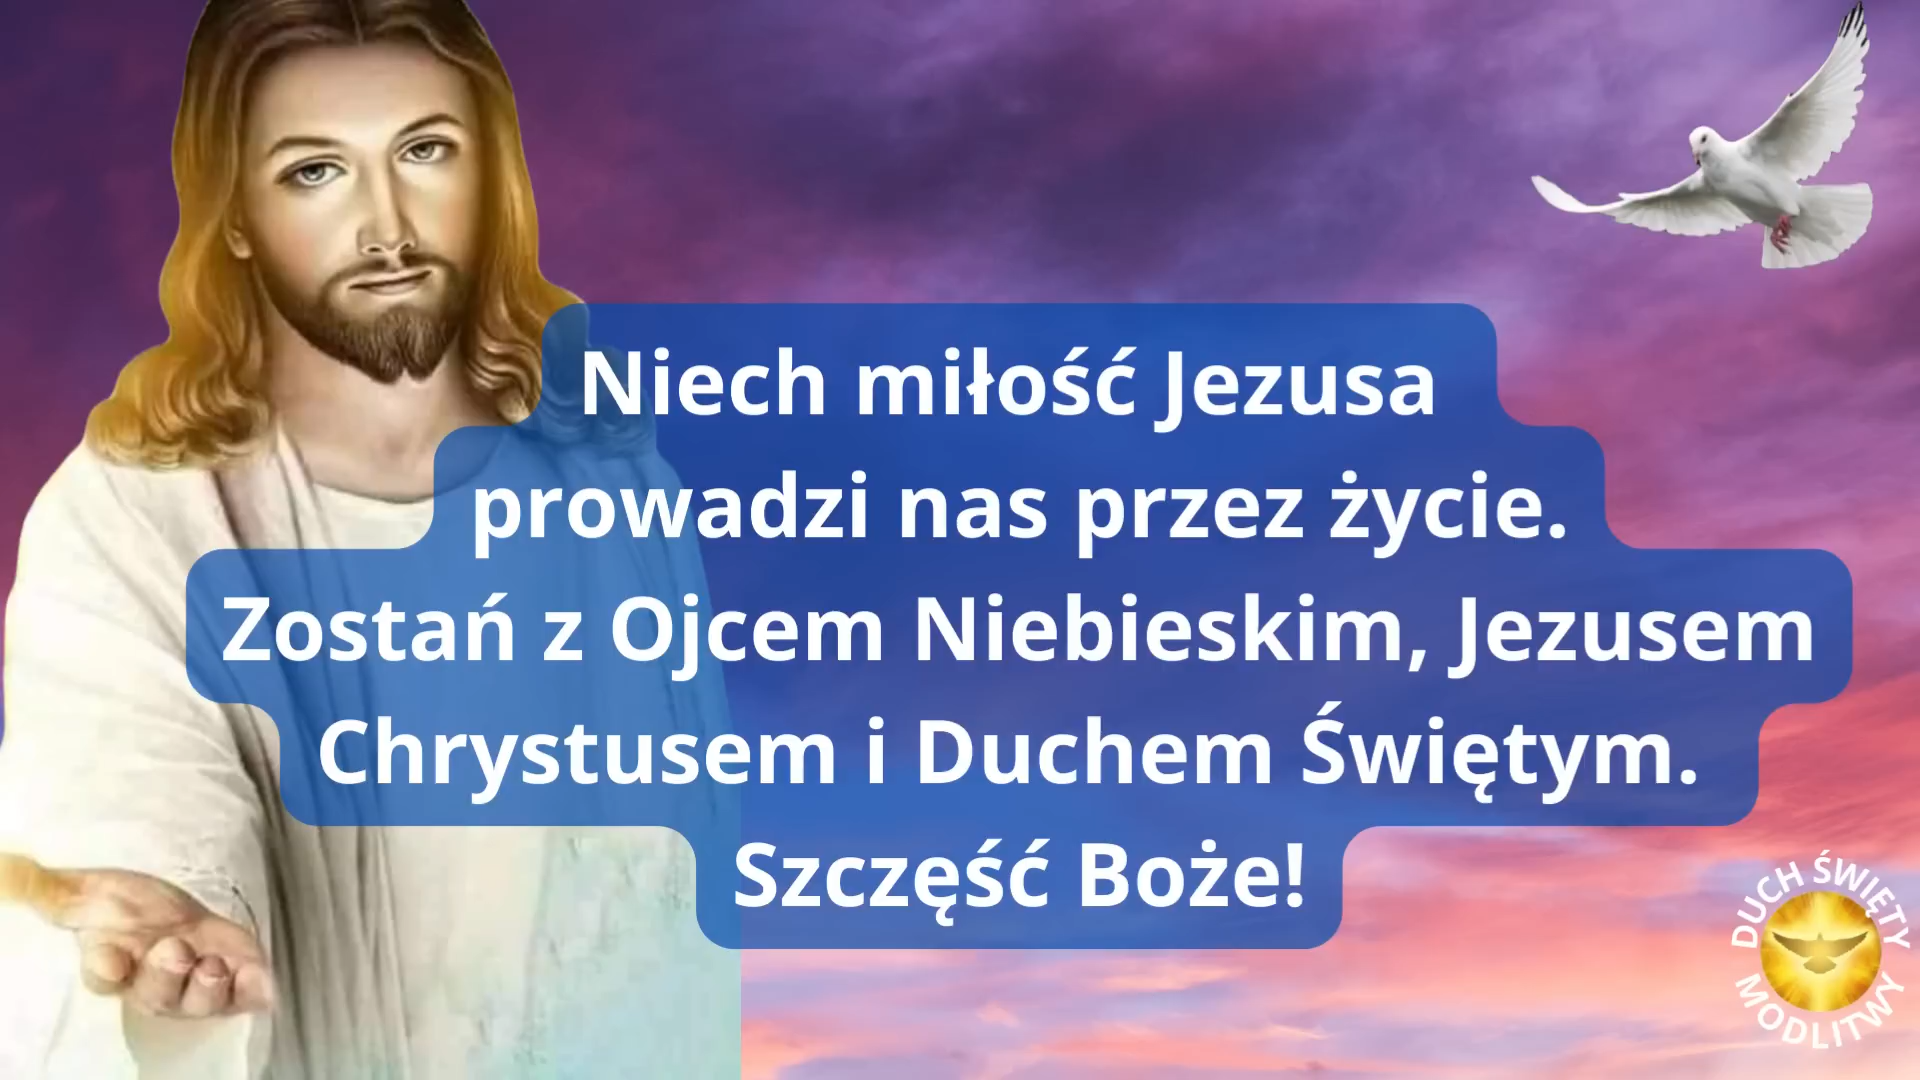 Niech miłość Jezusa
prowadzi nas przez życie.
Zostań z Ojcem Niebieskim, Jezusem
Chrystusem i Duchem Świętym.
Szczęść Boże!
DUCH ŚWIĘTY
MODLITWY